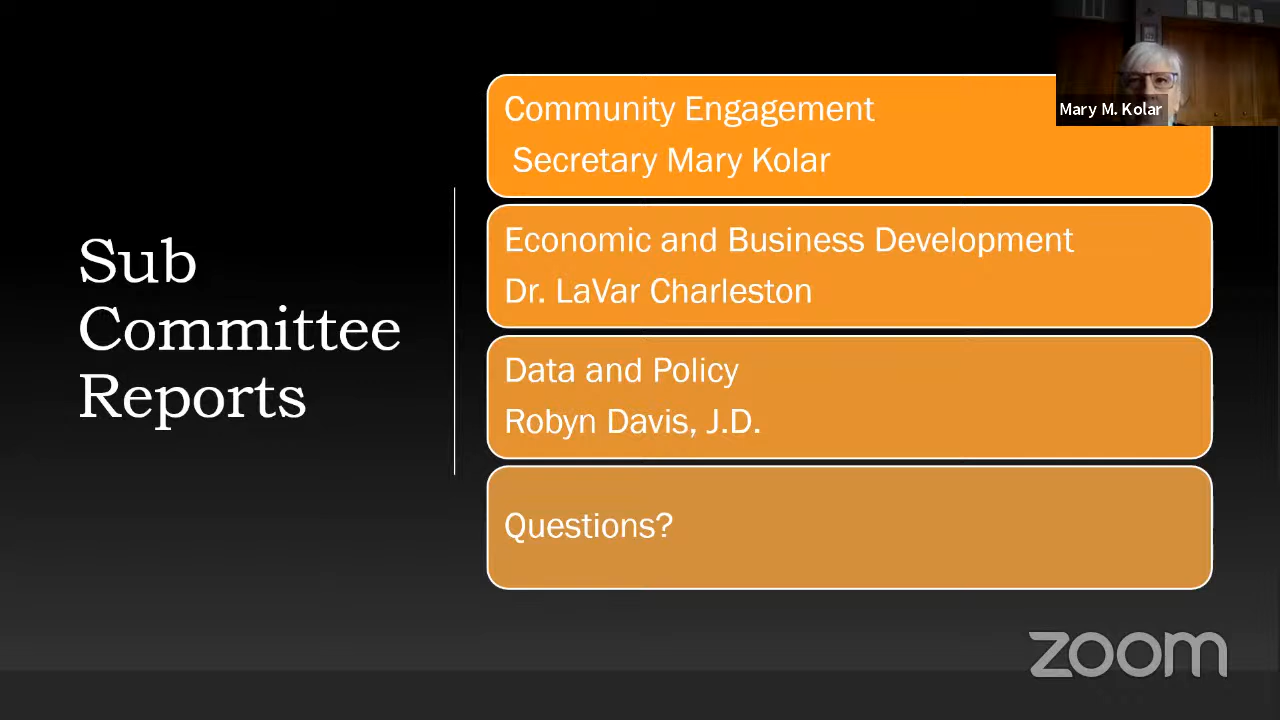 Mary M. Kolar
Sub
Committee
Reports
Community Engagement
Secretary Mary Kolar
Economic and Business Development
Dr. LaVar Charleston
Data and Policy
Robyn Davis, J.D.
Questions?
zoom